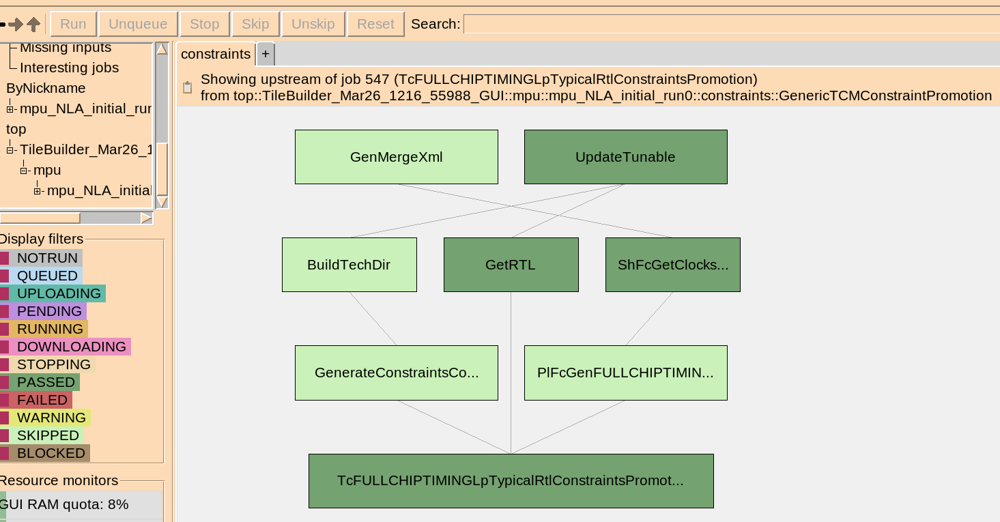 Run Unqueue Stop Skip Unskip Reset Search:
Missing inputs
Interesting jobs
ByNickname
mpu_NLA_initial_run
top
TileBuilder_Mar26_1
mpu
mpu_NLA_initial
Display filters
NOTRUN
QUEUED
UPLOADING
PENDING
RUNNING
DOWNLOADING
STOPPING
PASSED
FAILED
WARNING
SKIPPED
BLOCKED
Resource monitors
GUI RAM quota: 8%
constraints +
Showing upstream of job 547 (TcFULLCHIPTIMINGLpTypicalRtlConstraintsPromotion)
from top::TileBuilder_Mar26_1216_55988_GUI::mpu::mpu_NLA_initial_run0::constraints::GenericTCMConstraintPromotion
GenMergeXml UpdateTunable
BuildTechDir GetRTL ShFcGetClocks...
GenerateConstraintsCo... PlFcGenFULLCHIPTIMIN...
TcFULLCHIPTIMINGLpTypicalRtlConstraintsPromot...